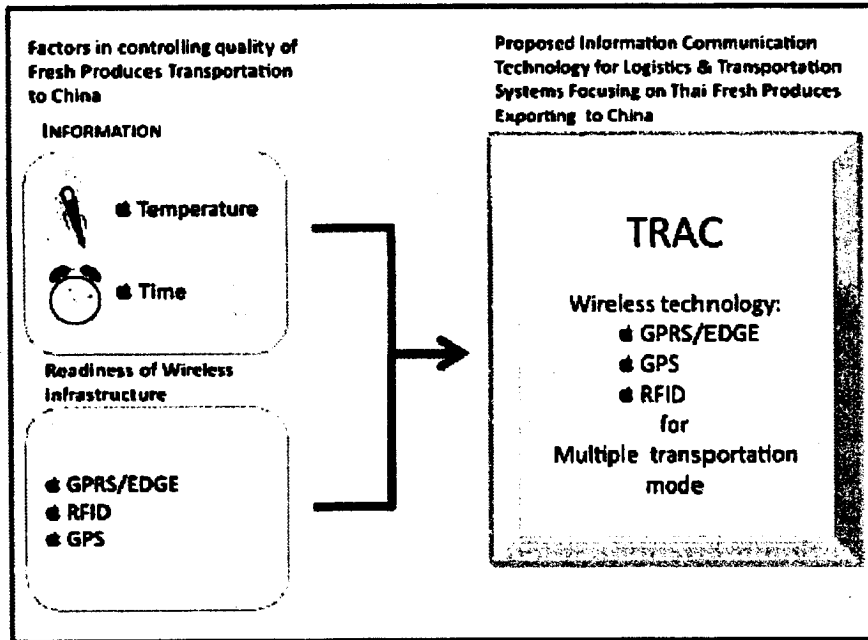 Factors in controlling quality of
Fresh Produces Transportation
to China
INFORMATION
Temperature
Time
Readiness of Wireless
Infrastructure
GPRS/EDGE
RFID
GPS
Proposed Information Communication
Technology for Logistics & Transportation
Systems Focusing on Thai Fresh Produces
Exporting to China
TRAC
Wireless technology:
GPRS/EDGE
GPS
RFID
for
Multiple transportation
mode